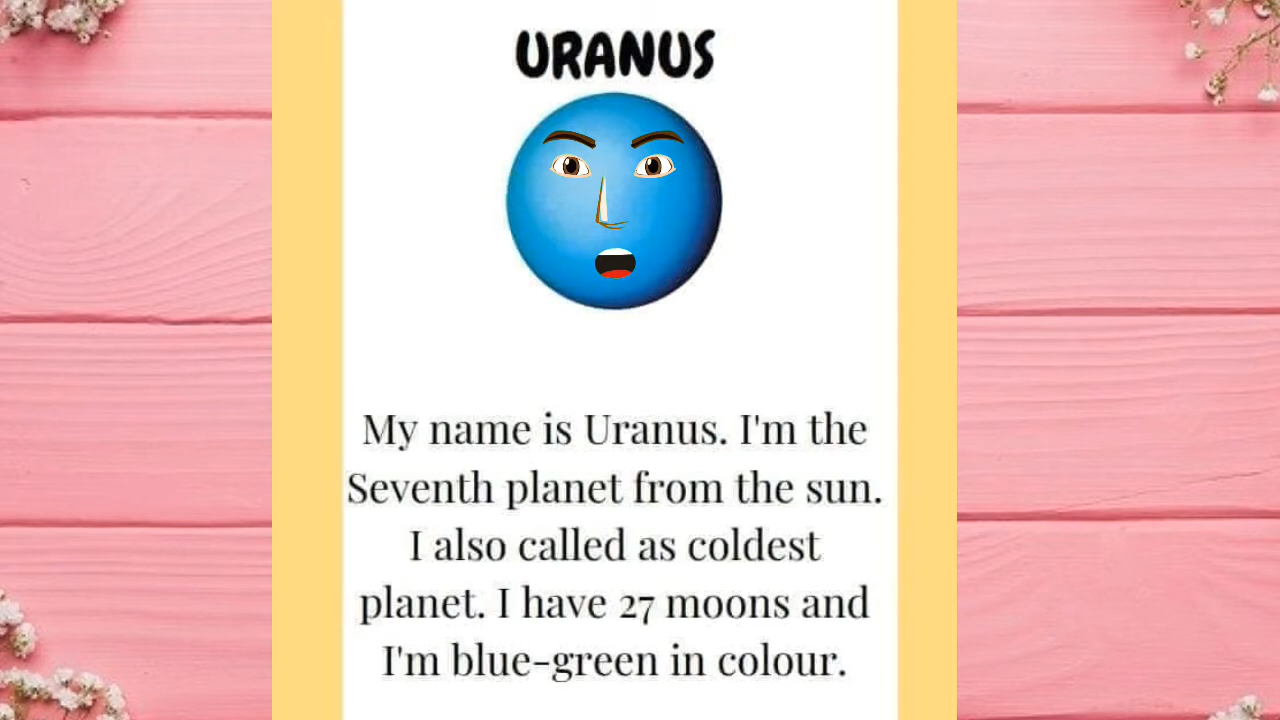 URANUS
My name is Uranus. I'm the
Seventh planet from the sun.
I also called as coldest
planet. I have 27 moons and
I'm blue-green in colour.